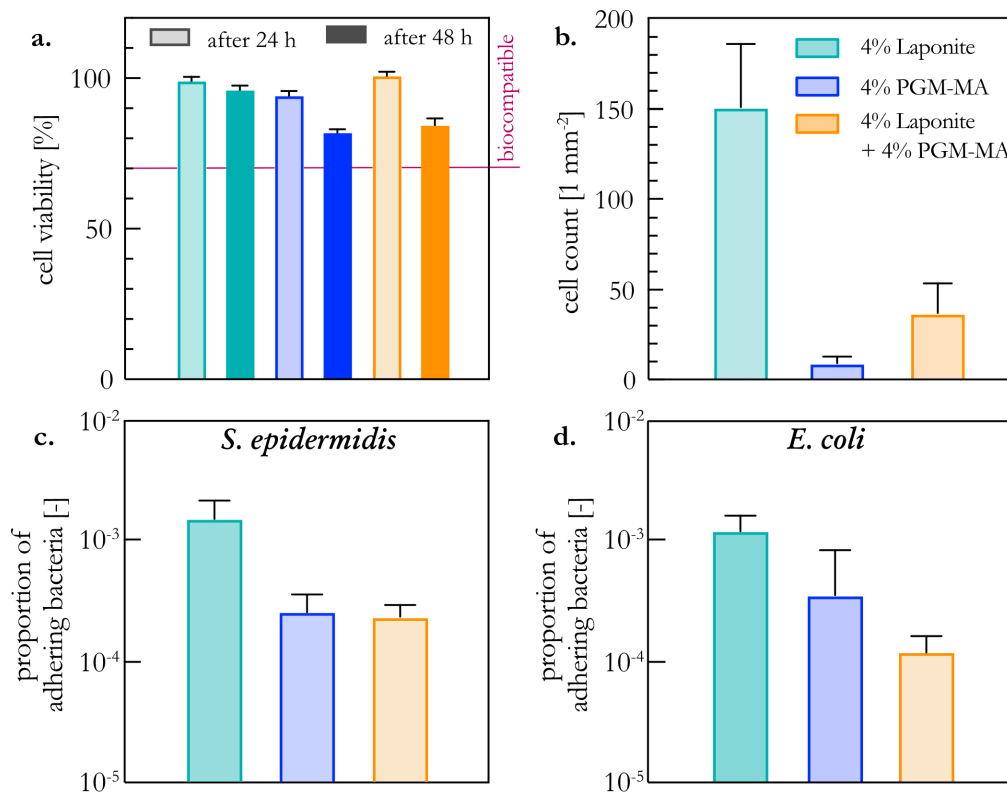 a.
after 24 h
after 48 h
cell viability [%]
100
50
0
biocompatible
b.
cell count [1 mm⁻²]
200
150
100
50
0
4% Laponite
4% PGM-MA
4% Laponite
+ 4% PGM-MA
c.
S. epidermidis
proportion of
adhering bacteria [-]
10⁻²
10⁻³
10⁻⁴
10⁻⁵
d.
E. coli
proportion of
adhering bacteria [-]
10⁻²
10⁻³
10⁻⁴
10⁻⁵